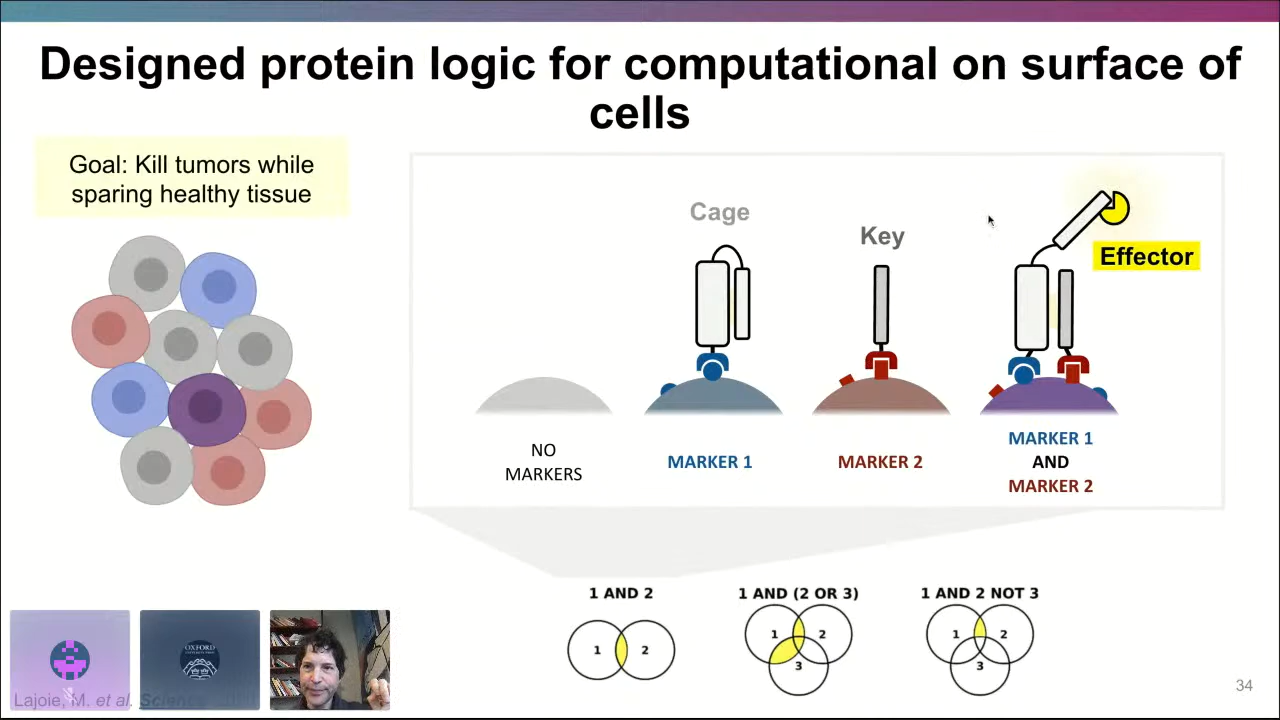 Designed protein logic for computational on surface of
cells
Goal: Kill tumors while
sparing healthy tissue
Cage
Key
Effector
NO
MARKERS
MARKER 1
MARKER 2
MARKER 1
AND
MARKER 2
1 AND 2
1 2
1 AND (2 OR 3)
1 2
3
1 AND 2 NOT 3
1 2
3
OXFORD
Lajoie, M. et al. Science
34